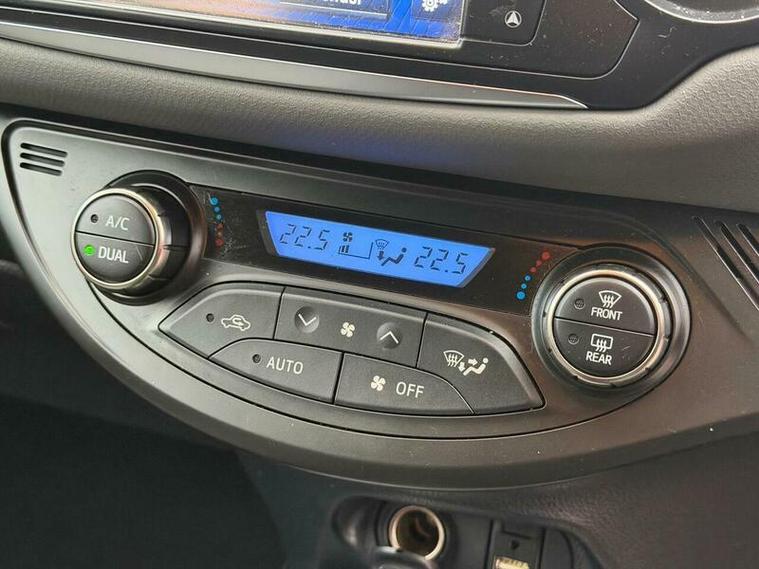 A/C
DUAL
22.5
22.5
FRONT
REAR
AUTO
OFF